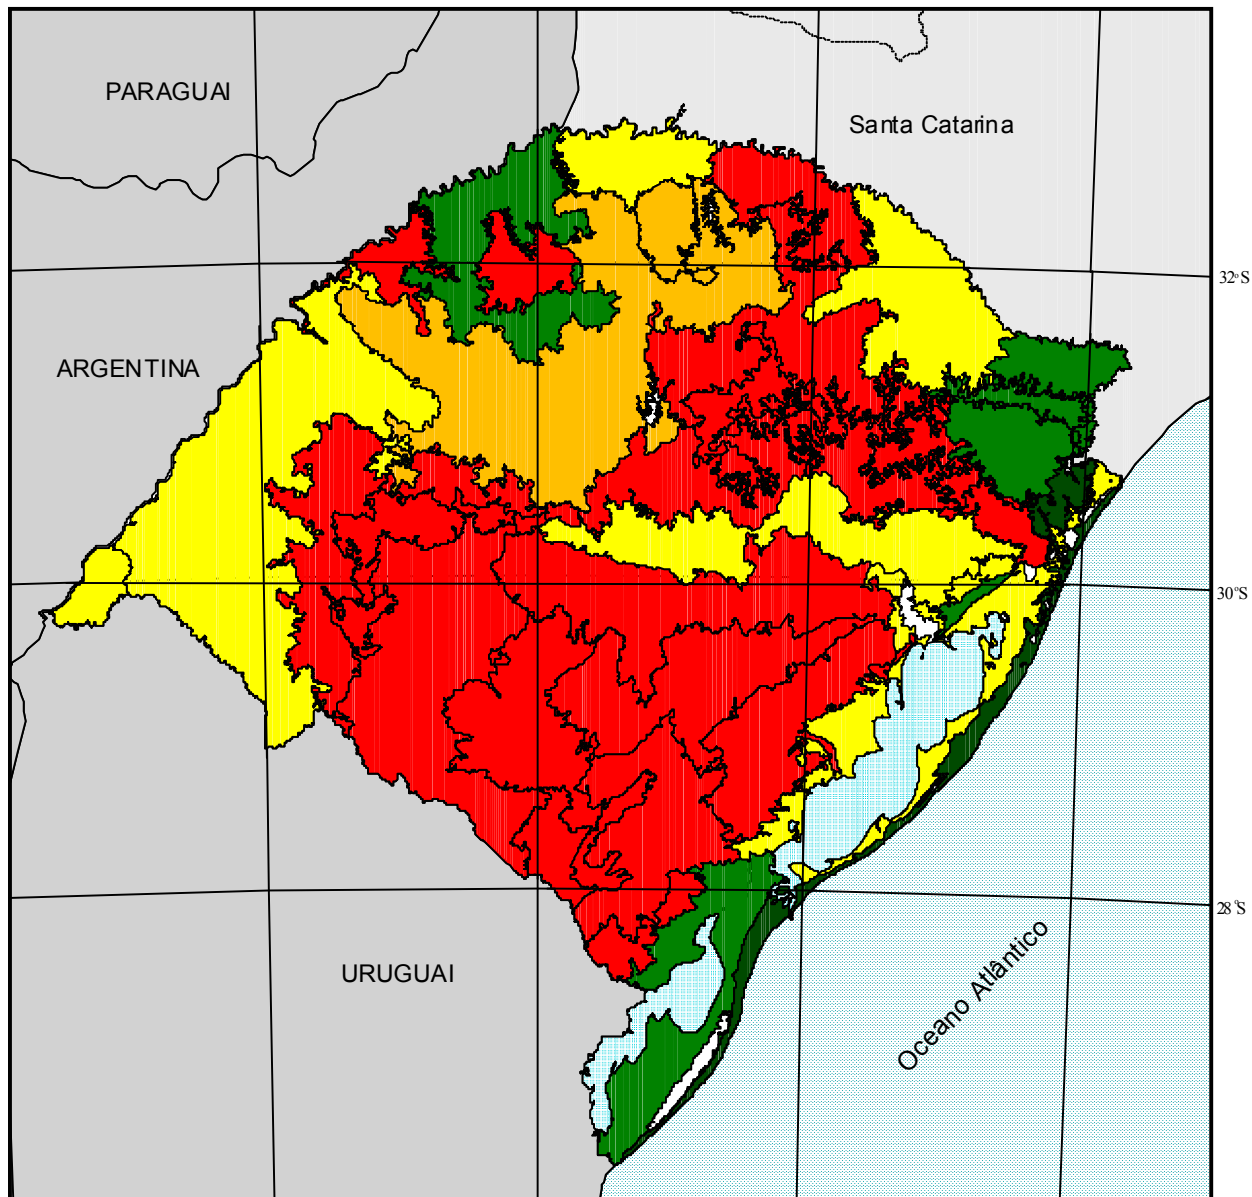 PARAGUAI
Santa Catarina
32°S
ARGENTINA
30°S
28°S
URUGUAI
Oceano Atlântico